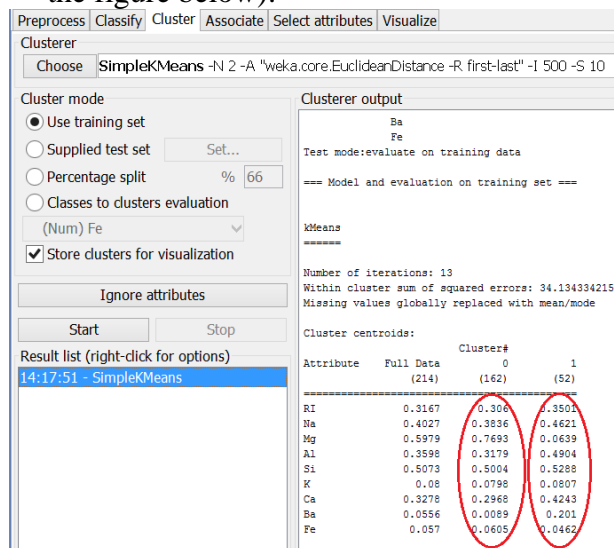 the figure below).
Preprocess Classify Cluster Associate Select attributes Visualize
Clusterer
Choose SimpleKMeans -N 2 -A "weka.core.EuclideanDistance -R first-last" -I 500 -S 10
Cluster mode
Use training set
Supplied test set Set...
Percentage split % 66
Classes to clusters evaluation
(Num) Fe
Store clusters for visualization
Ignore attributes
Start Stop
Result list (right-click for options)
14:17:51 - SimpleKMeans
Clusterer output
Ba
Fe
Test mode:evaluate on training data
=== Model and evaluation on training set ===
kMeans
======
Number of iterations: 13
Within cluster sum of squared errors: 34.134334215
Missing values globally replaced with mean/mode
Cluster centroids:
Cluster#
Attribute Full Data 0 1
(214) (162) (52)
==============================================
RI 0.3167 0.306 0.3501
Na 0.4027 0.3836 0.4621
Mg 0.5979 0.7693 0.0639
Al 0.3598 0.3179 0.4904
Si 0.5073 0.5004 0.5288
K 0.08 0.0798 0.0807
Ca 0.3278 0.2968 0.4243
Ba 0.0556 0.0089 0.201
Fe 0.057 0.0605 0.0462